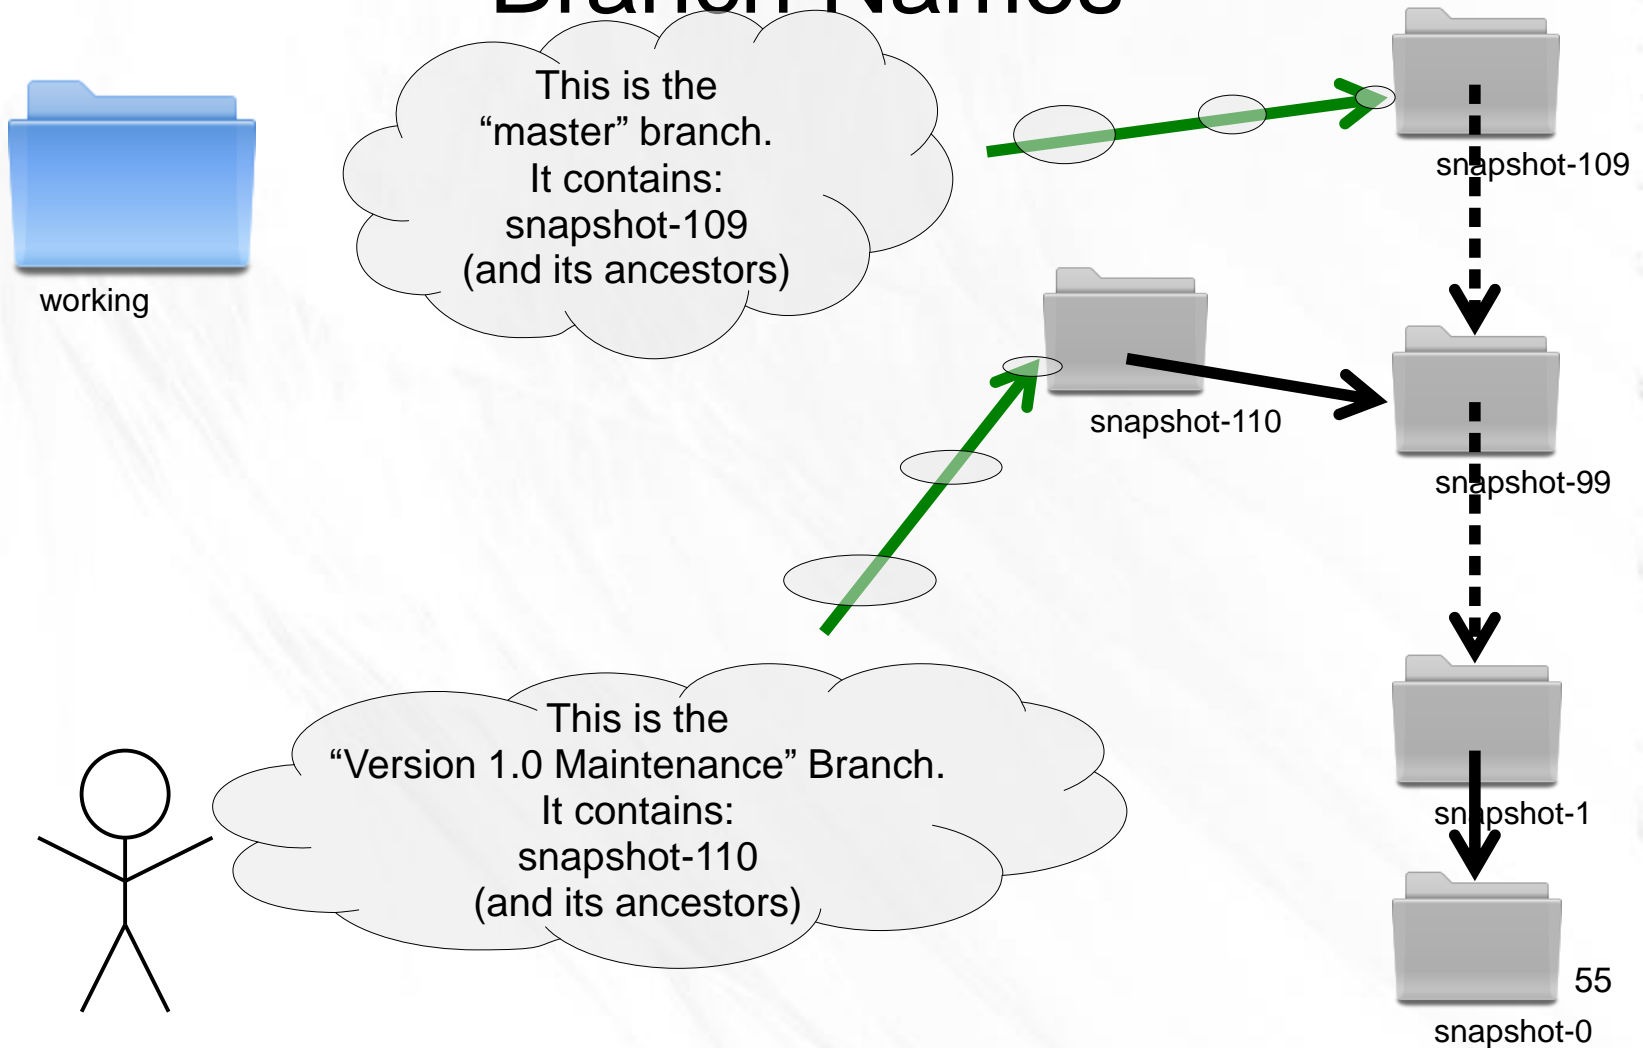 Branch Names
This is the
“master” branch.
It contains:
snapshot-109
(and its ancestors)
working
snapshot-109
snapshot-110
snapshot-99
This is the
“Version 1.0 Maintenance” Branch.
It contains:
snapshot-110
(and its ancestors)
snapshot-1
55
snapshot-0